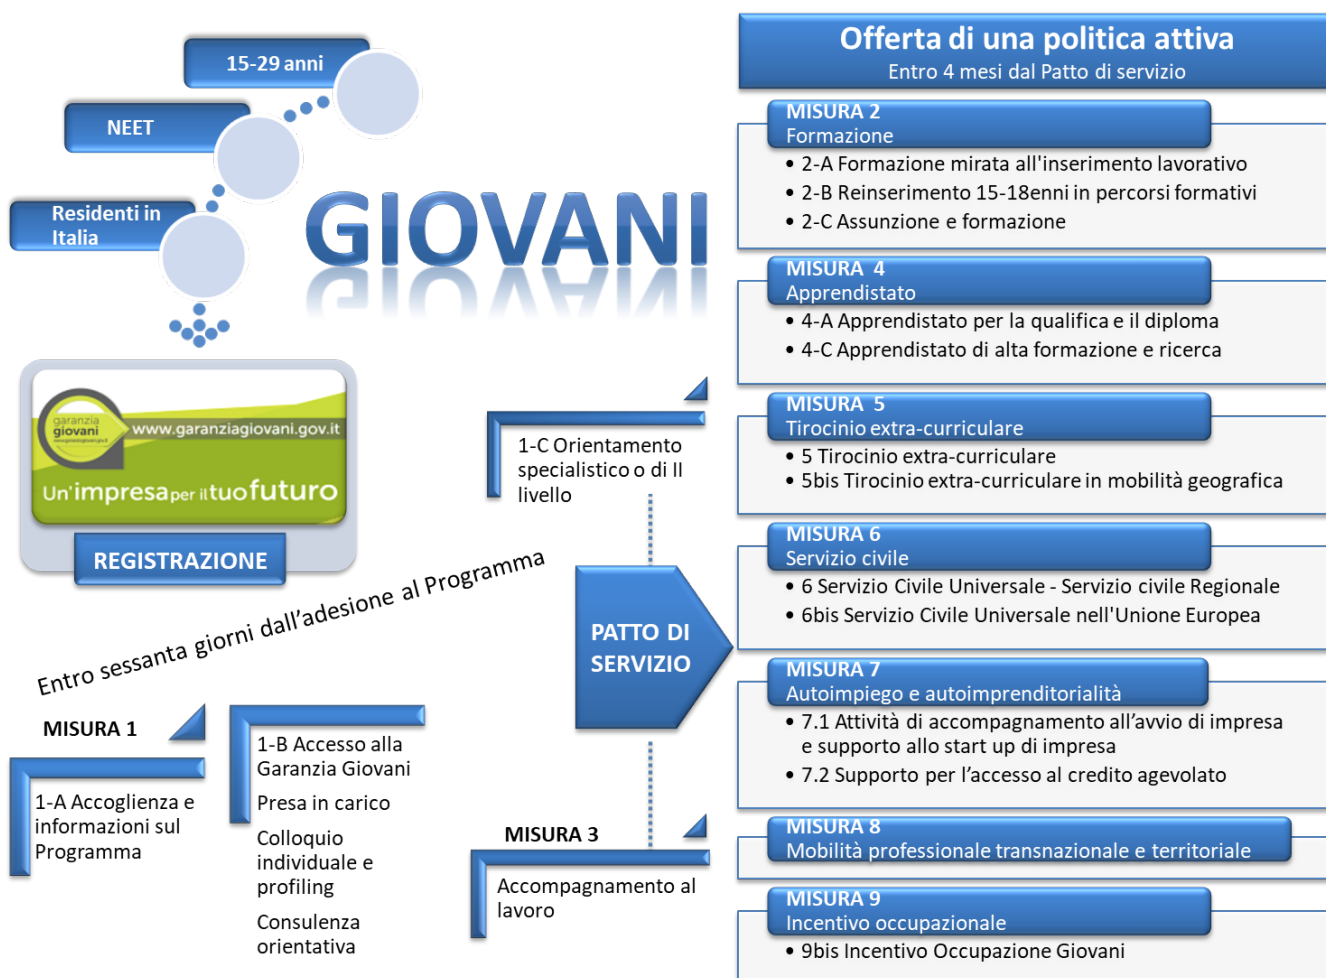 15-29 anni
NEET
Residenti in
Italia
GIOVANI
garanzia
giovani
www.garanziagiovani.gov.it
www.garanziagiovani.gov.it
Un'impresa per il tuo futuro
REGISTRAZIONE
Entro sessanta giorni dall'adesione al Programma
MISURA 1
1-A Accoglienza e
informazioni sul
Programma
1-B Accesso alla
Garanzia Giovani
Presa in carico
Colloquio
individuale e
profiling
Consulenza
orientativa
1-C Orientamento
specialistico o di II
livello
PATTO DI
SERVIZIO
MISURA 3
Accompagnamento al
lavoro
Offerta di una politica attiva
Entro 4 mesi dal Patto di servizio
MISURA 2
Formazione
• 2-A Formazione mirata all'inserimento lavorativo
• 2-B Reinserimento 15-18enni in percorsi formativi
• 2-C Assunzione e formazione
MISURA 4
Apprendistato
• 4-A Apprendistato per la qualifica e il diploma
• 4-C Apprendistato di alta formazione e ricerca
MISURA 5
Tirocinio extra-curriculare
• 5 Tirocinio extra-curriculare
• 5bis Tirocinio extra-curriculare in mobilità geografica
MISURA 6
Servizio civile
• 6 Servizio Civile Universale - Servizio civile Regionale
• 6bis Servizio Civile Universale nell'Unione Europea
MISURA 7
Autoimpiego e autoimprenditorialità
• 7.1 Attività di accompagnamento all'avvio di impresa
e supporto allo start up di impresa
• 7.2 Supporto per l'accesso al credito agevolato
MISURA 8
Mobilità professionale transnazionale e territoriale
MISURA 9
Incentivo occupazionale
• 9bis Incentivo Occupazione Giovani